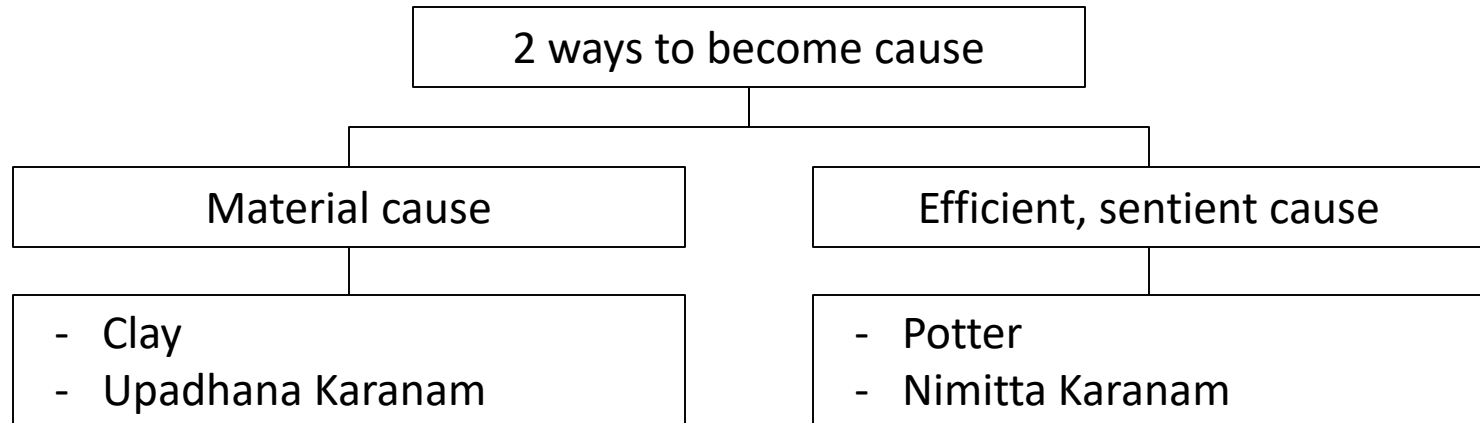 2 ways to become cause
Material cause
Efficient, sentient cause
- Clay
- Upadhana Karanam
- Potter
- Nimitta Karanam